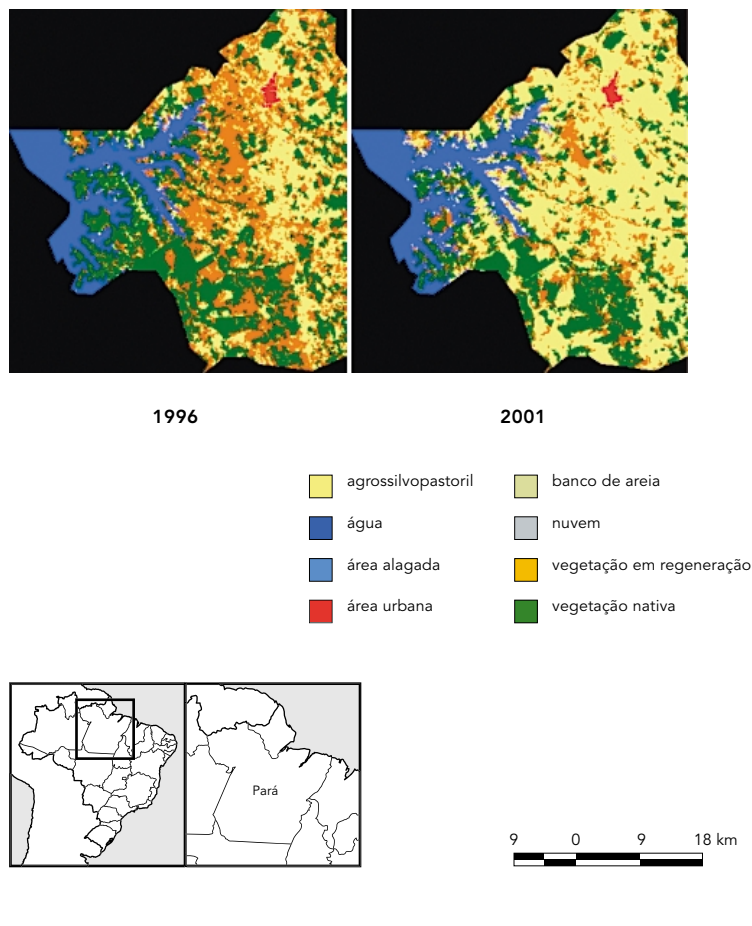 1996
2001
agrossilvopastoril
banco de areia
água
nuvem
área alagada
vegetação em regeneração
área urbana
vegetação nativa
Pará
9 0 9 18 km